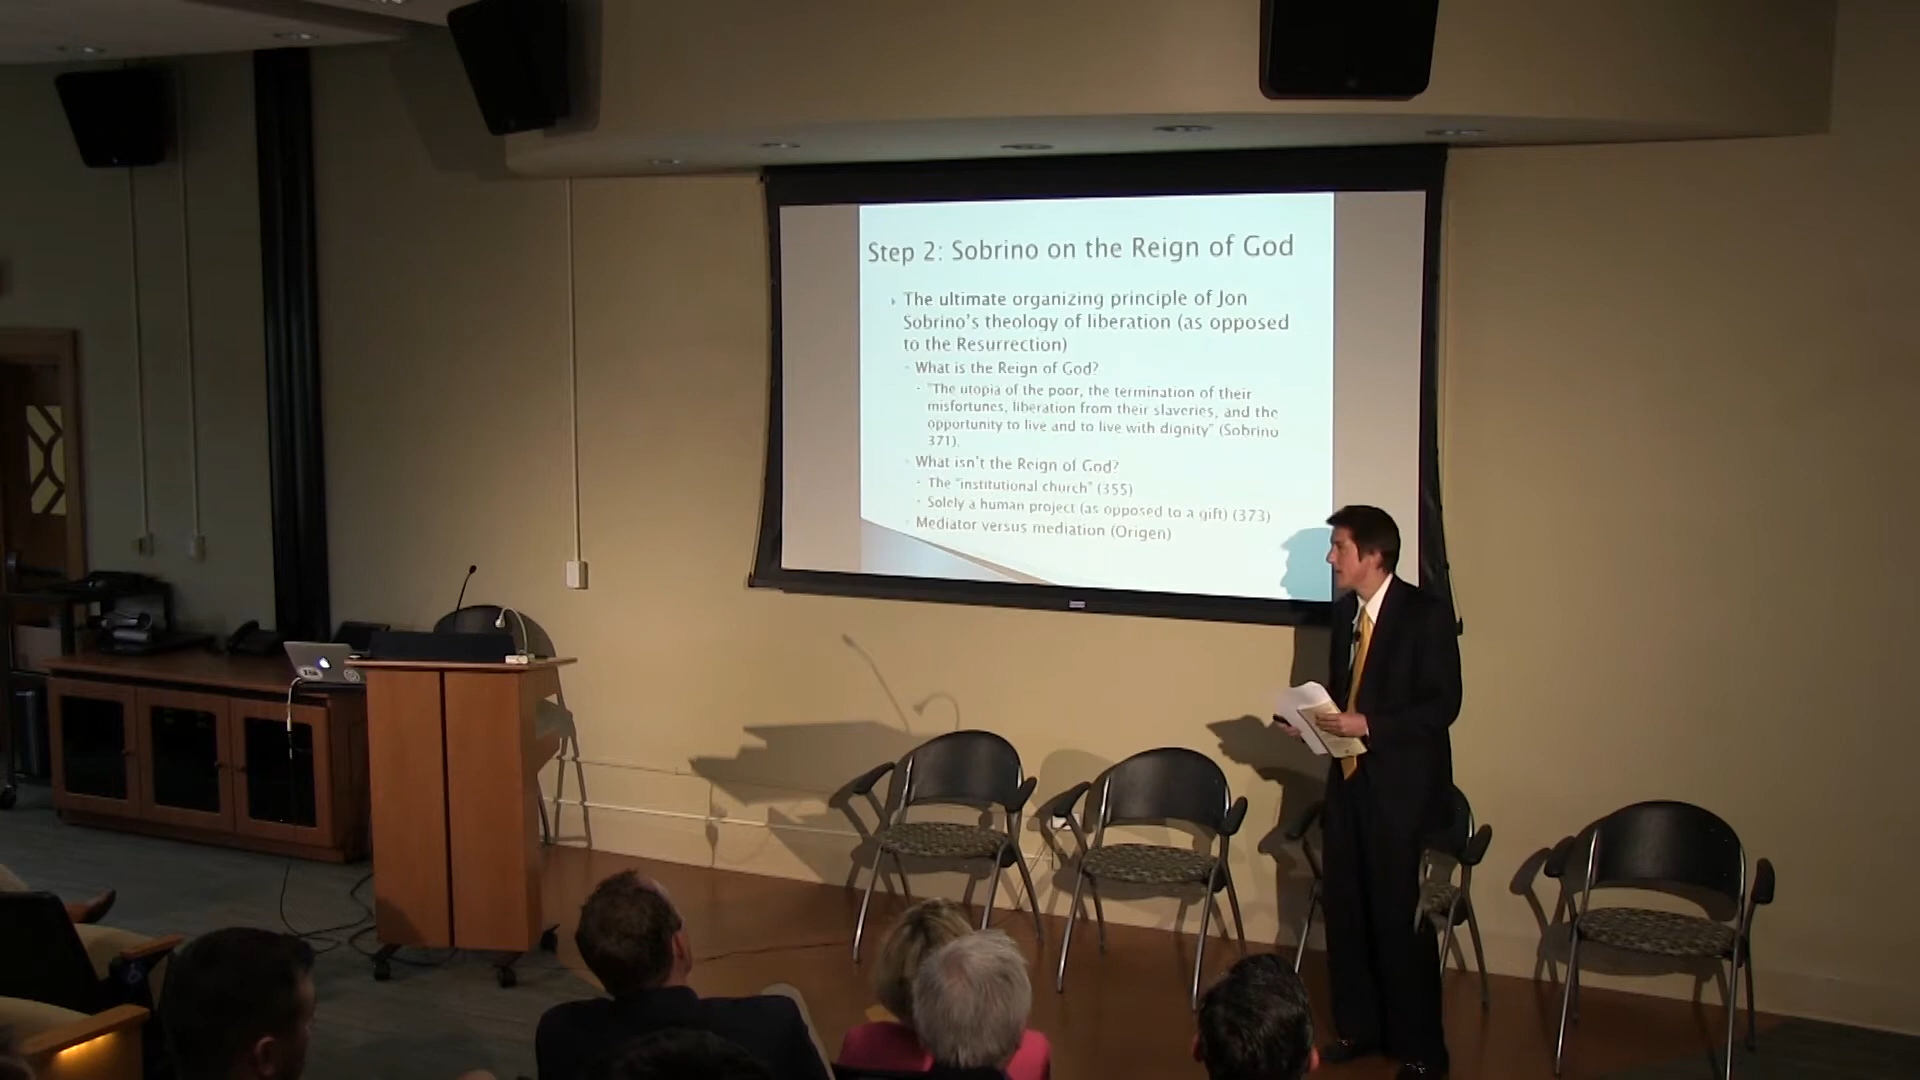 Step 2: Sobrino on the Reign of God
The ultimate organizing principle of Jon
Sobrino's theology of liberation (as opposed
to the Resurrection)
What is the Reign of God?
"The utopia of the poor, the termination of their
misfortunes, liberation from their slaveries, and the
opportunity to live and to live with dignity" (Sobrino
371).
What isn't the Reign of God?
The "institutional church" (355)
Solely a human project (as opposed to a gift) (373)
Mediator versus mediation (Origen)